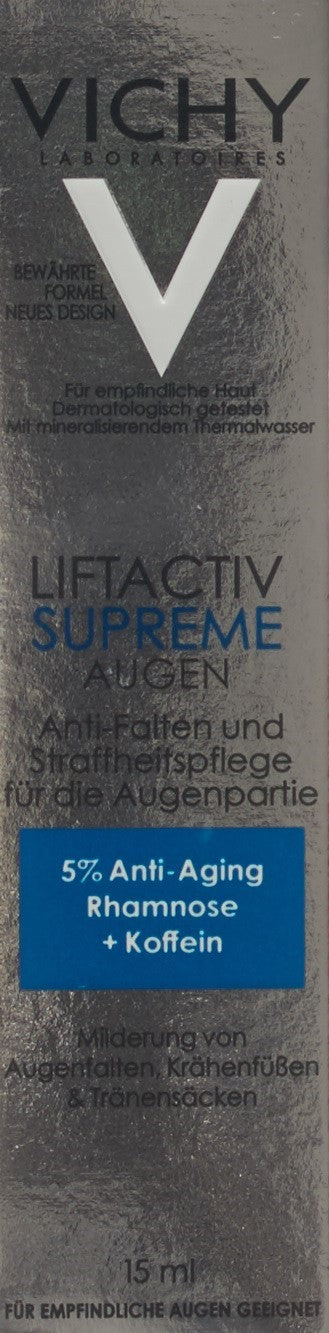 VICHY
LABORATOIRES
V
BEWÄHRTE
FORMEL
NEUES DESIGN
Für empfindliche Haut
Dermatologisch getestet
Mit mineralisierendem Thermalwasser
LIFTACTIV
SUPREME
AUGEN
Anti-Falten und
Straffheitspflege
für die Augenpartie
5% Anti-Aging
Rhamnose
+ Koffein
Milderung von
Augenfalten, Krähenfüßen
& Tränensäcken
15 ml
FÜR EMPFINDLICHE AUGEN GEEIGNET